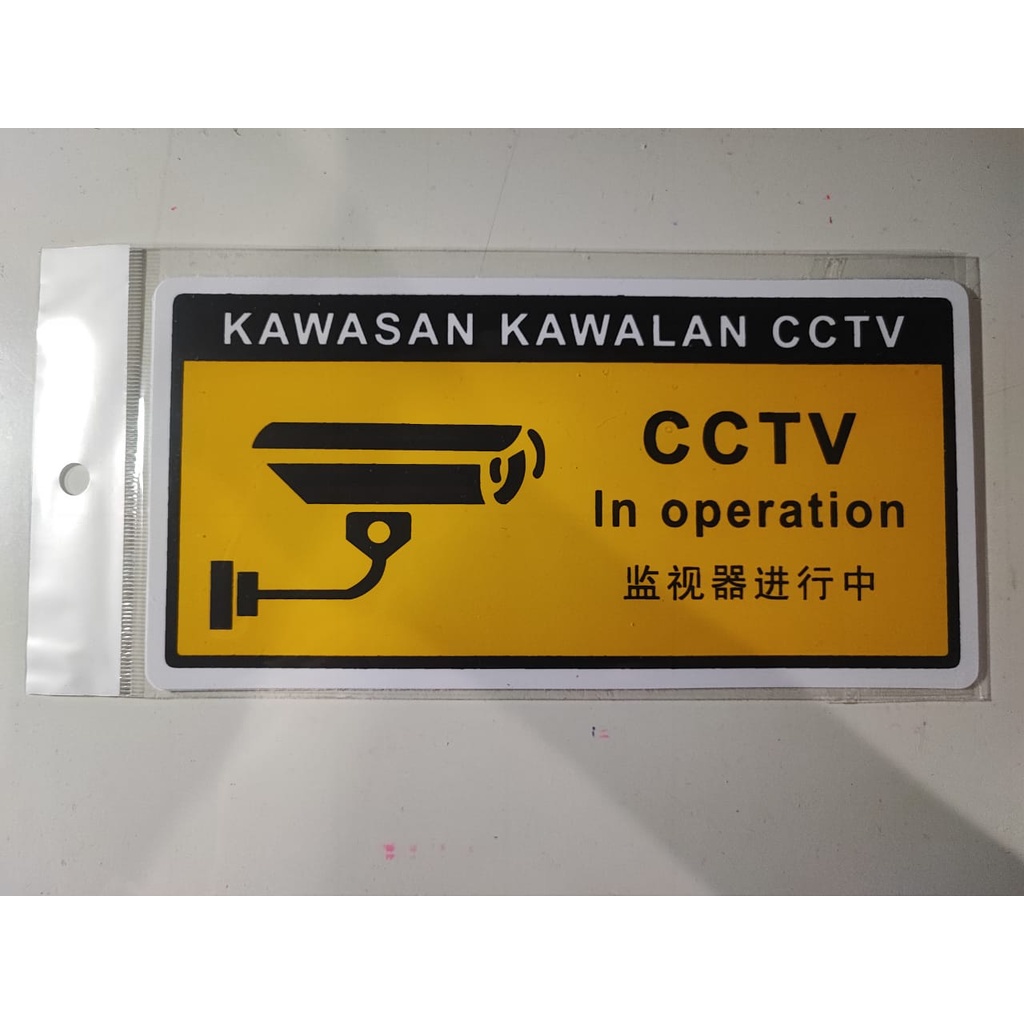 KAWASAN KAWALAN CCTV
CCTV
In operation
监视器进行中